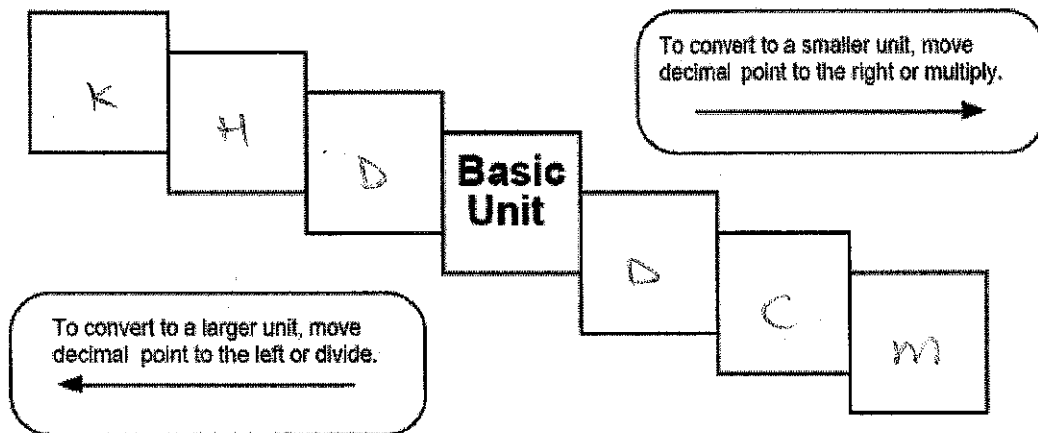 K
H
D
Basic
Unit
D
C
m
To convert to a smaller unit, move
decimal point to the right or multiply.
To convert to a larger unit, move
decimal point to the left or divide.